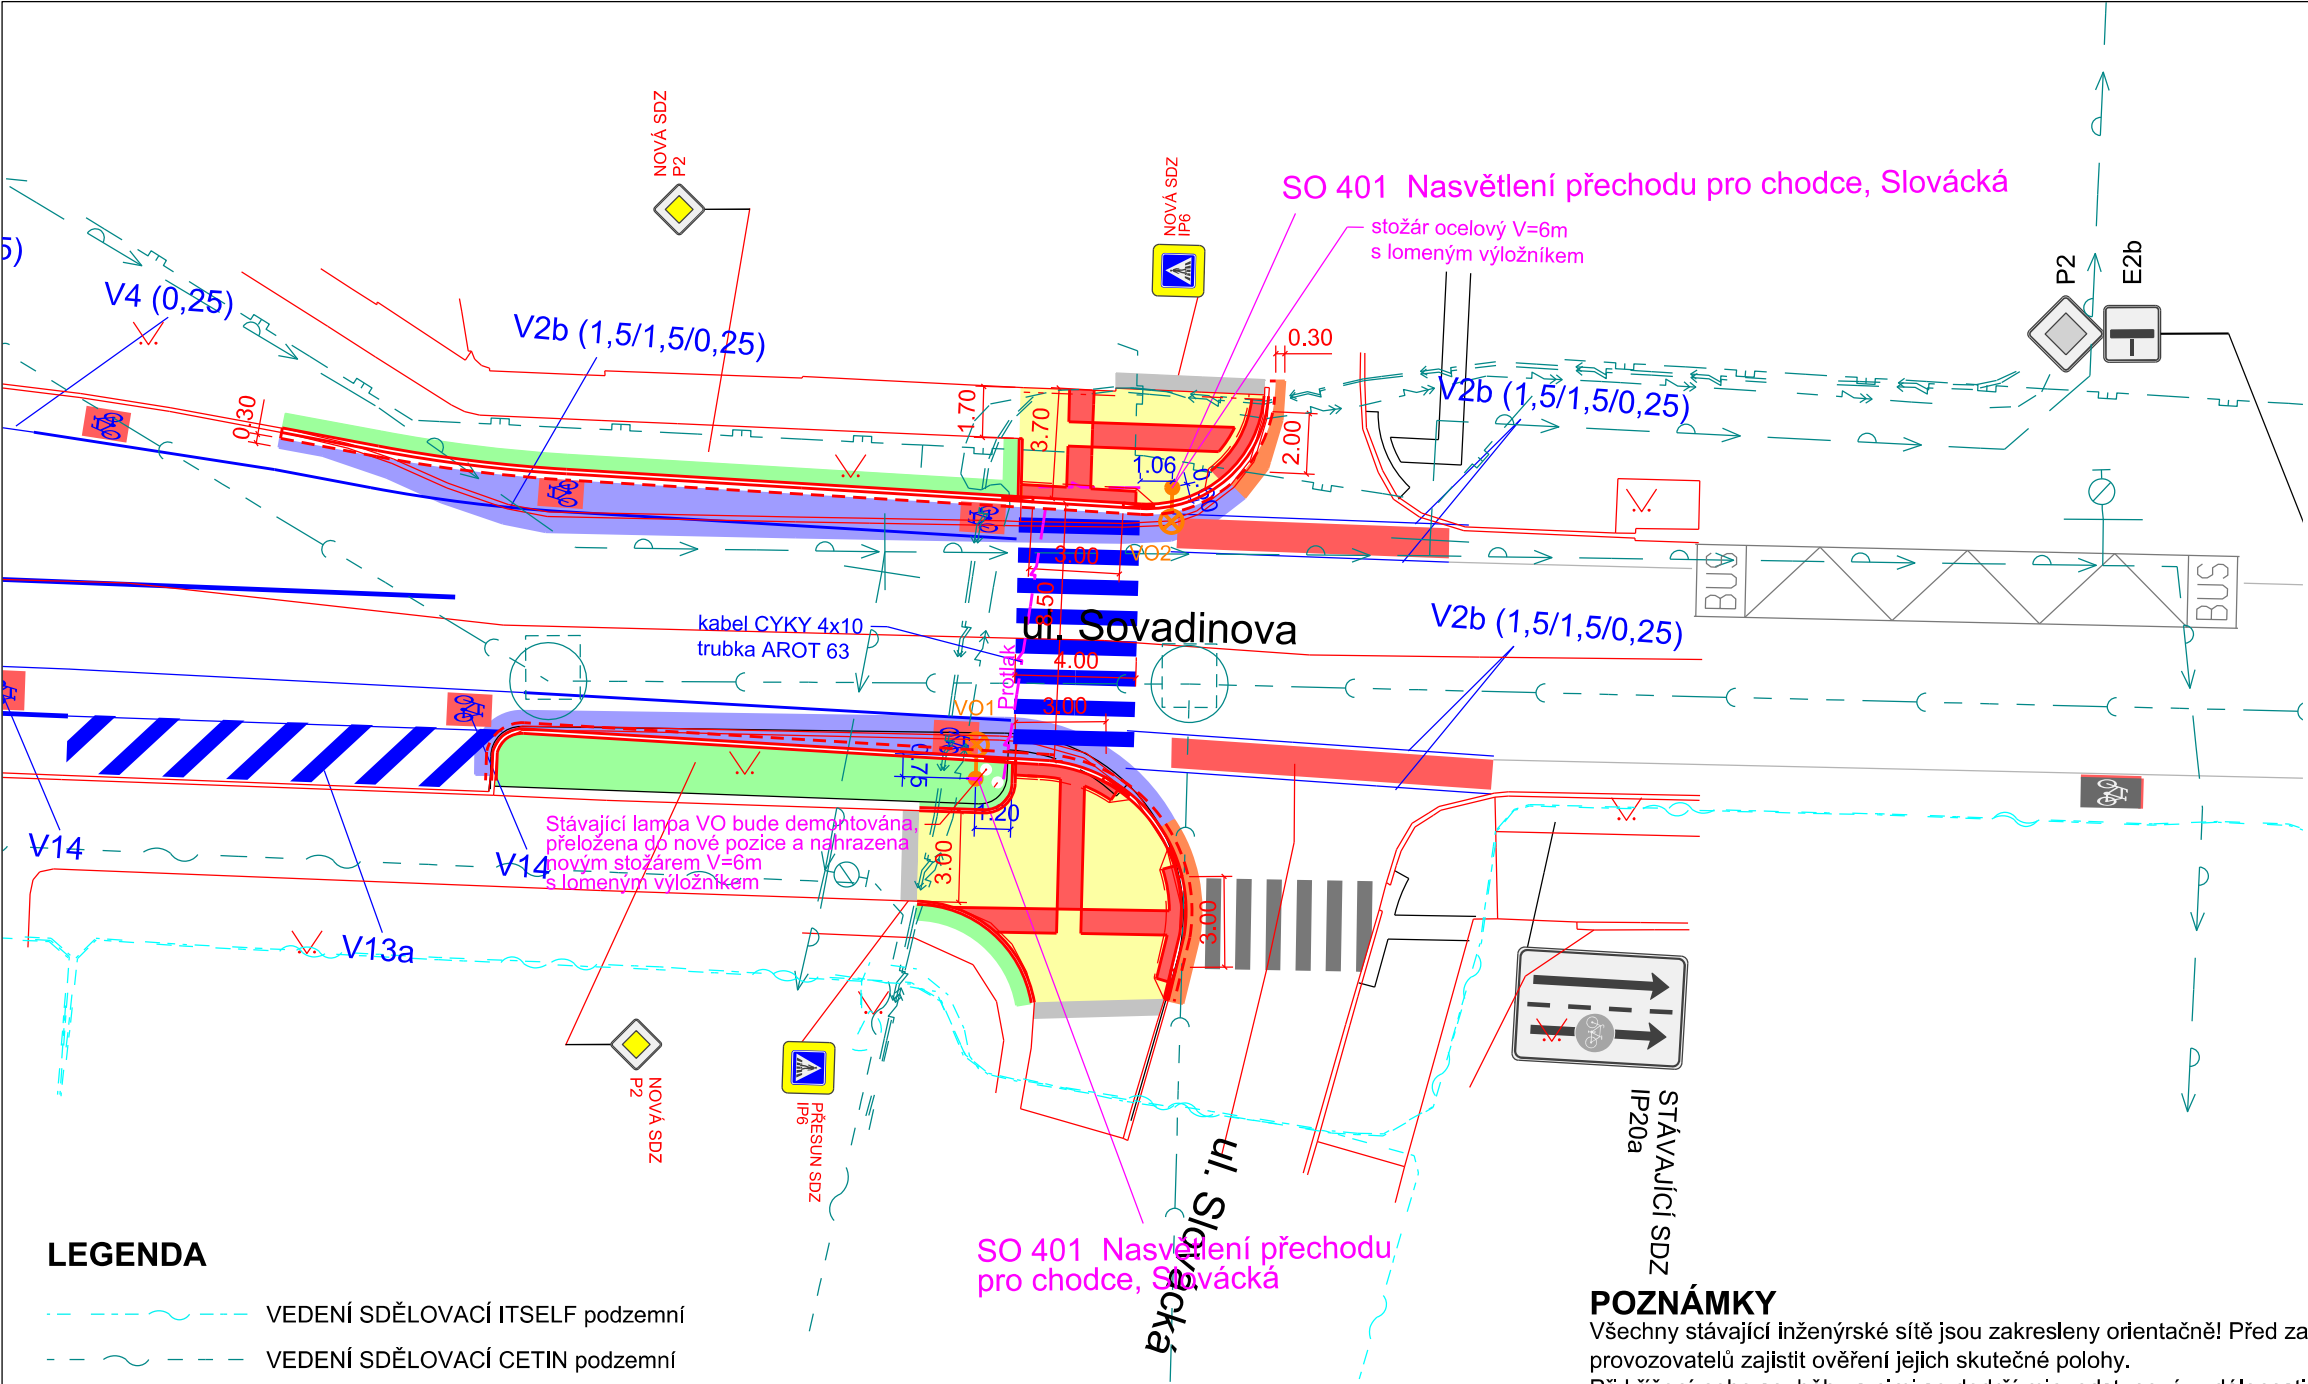 NOVÁ SDZ
P2
NOVÁ SDZ
IP6
SO 401 Nasvětlení přechodu pro chodce, Slovácká
stožár ocelový V=6m
s lomeným výložníkem
P2
E2b
5)
V4 (0,25)
V2b (1,5/1,5/0,25)
0.30
V2b (1,5/1,5/0,25)
0.30
1.70
3.70
2.00
1.06
VO2
3.00
8.50
BUS
BUS
kabel CYKY 4x10
trubka AROT 63
ul. Sovadinova
V2b (1,5/1,5/0,25)
4.00
Protlak
VO1
3.00
0.75
1.20
Stávající lampa VO bude demontována,
přeložena do nové pozice a nahrazena
novým stožárem V=6m
s lomeným výložníkem
3.00
3.00
V14
V14
V13a
P2
NOVÁ SDZ
IP6
PŘESUN SDZ
IP20a
STÁVAJÍCÍ SDZ
ul. Slovácká
SO 401 Nasvětlení přechodu
pro chodce, Slovácká
LEGENDA
VEDENÍ SDĚLOVACÍ ITSELF podzemní
VEDENÍ SDĚLOVACÍ CETIN podzemní
POZNÁMKY
Všechny stávající inženýrské sítě jsou zakresleny orientačně! Před za
provozovatelů zajistit ověření jejich skutečné polohy.